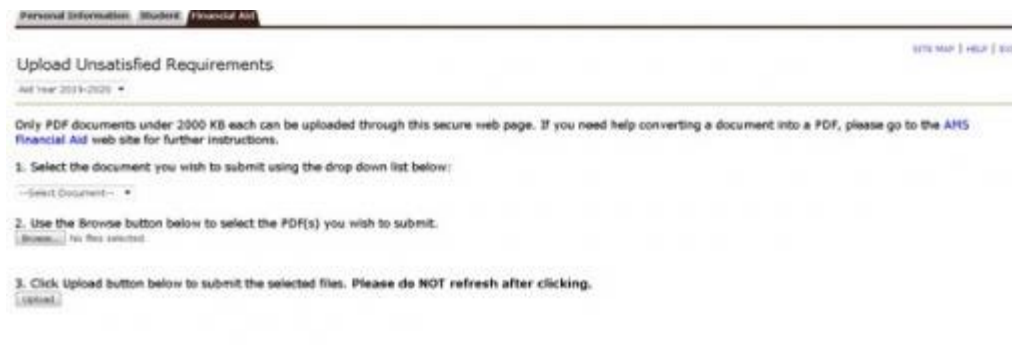 Personal Information Student Financial Aid
SITE MAP | HELP |
Upload Unsatisfied Requirements
Aid Year 2019-2020
Only PDF documents under 2000 KB each can be uploaded through this secure web page. If you need help converting a document into a PDF, please go to the AMS
Financial Aid web site for further instructions.
1. Select the document you wish to submit using the drop down list below:
--Select Document--
2. Use the Browse button below to select the PDF(s) you wish to submit.
Browse... No files selected.
3. Click Upload button below to submit the selected files. Please do NOT refresh after clicking.
Upload